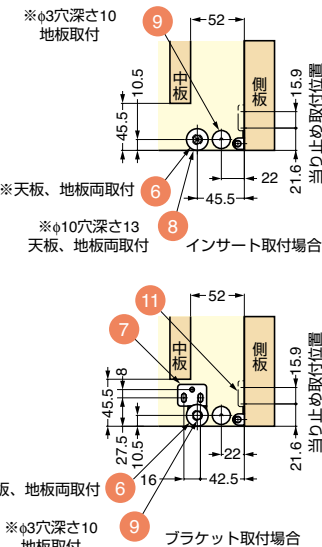 ※φ3穴深さ10
地板取付
9
52
中板
側板
10.5
45.5
15.9
21.6
当り止め取付位置
※天板、地板両取付
6
22
45.5
※φ10穴深さ13
天板、地板両取付
8
インサート取付場合
11
52
7
中板
側板
8
45.5
27.5
10.5
15.9
21.6
当り止め取付位置
板、地板両取付
6
16
22
42.5
※φ3穴深さ10
地板取付
9
ブラケット取付場合